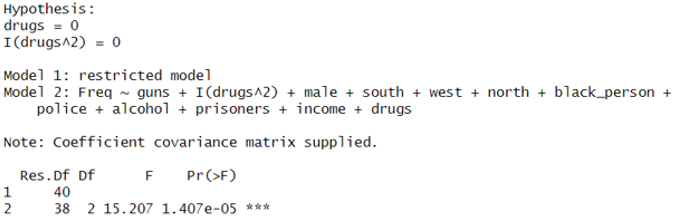 Hypothesis:
drugs = 0
I(drugs^2) = 0

Model 1: restricted model
Model 2: Freq ~ guns + I(drugs^2) + male + south + west + north + black_person +
    police + alcohol + prisoners + income + drugs

Note: Coefficient covariance matrix supplied.

  Res.Df Df      F    Pr(>F)
1     40
2     38  2 15.207 1.407e-05 ***